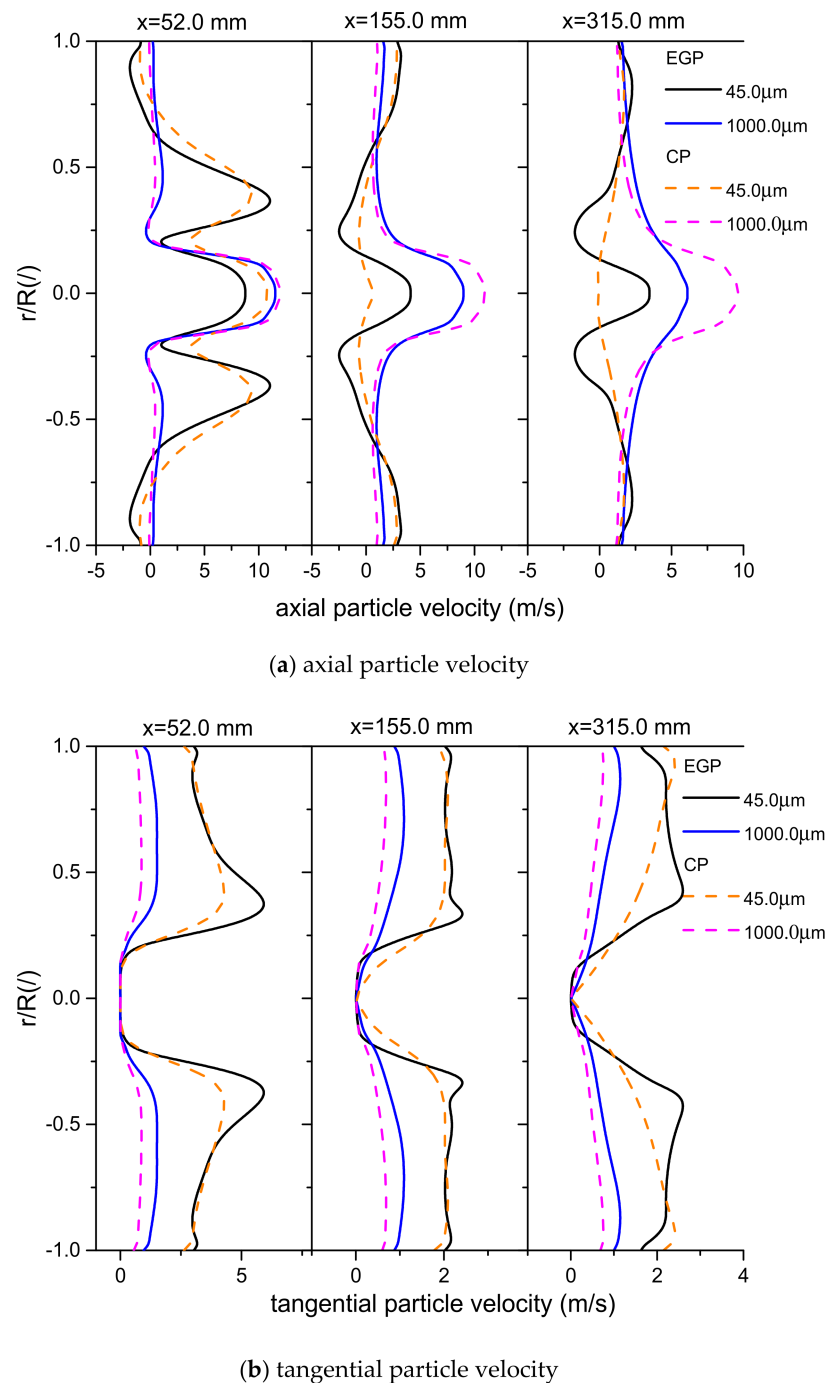 x=52.0 mm x=155.0 mm x=315.0 mm
1.0
0.5
0.0
-0.5
-1.0
r/R(/)
EGP
45.0μm
1000.0μm
CP
45.0μm
1000.0μm
-5 0 5 10 -5 0 5 10 -5 0 5 10
axial particle velocity (m/s)
(a) axial particle velocity
x=52.0 mm x=155.0 mm x=315.0 mm
1.0
0.5
0.0
-0.5
-1.0
r/R(/)
EGP
45.0μm
1000.0μm
CP
45.0μm
1000.0μm
0 5 0 2 0 2 4
tangential particle velocity (m/s)
(b) tangential particle velocity